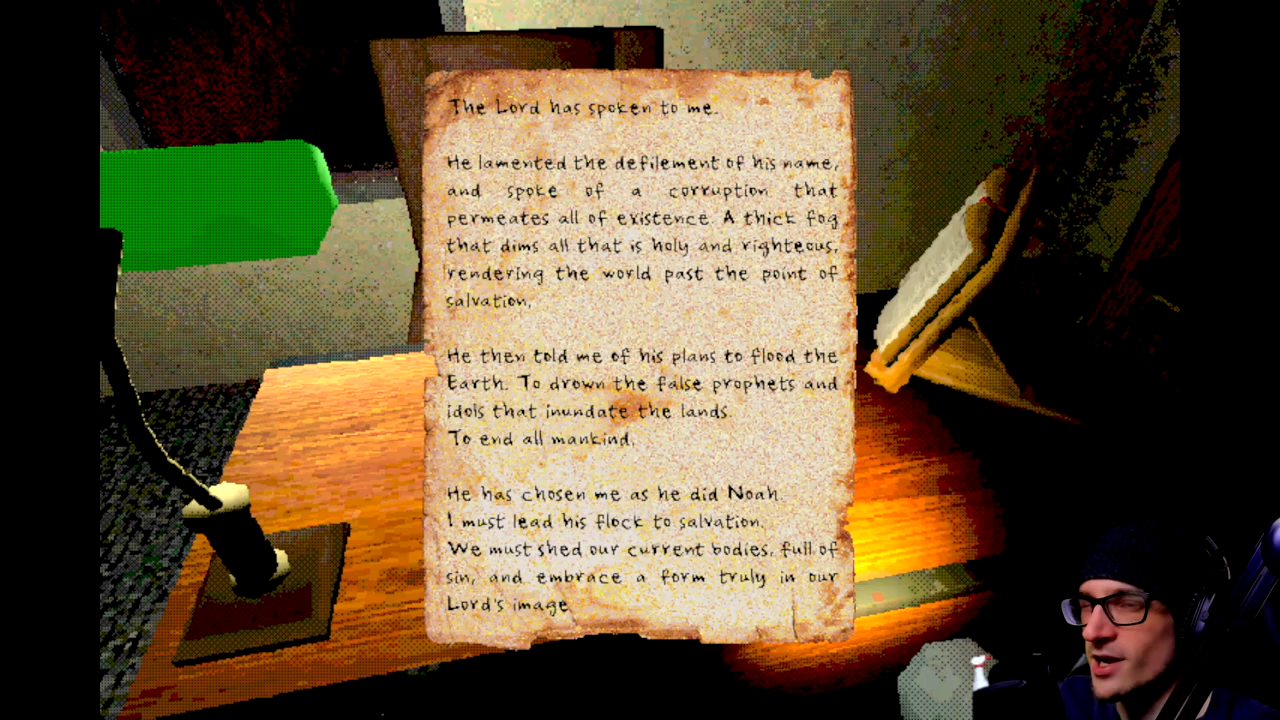 The Lord has spoken to me.
He lamented the defilement of his name,
and spoke of a corruption that
permeates all of existence. A thick fog
that dims all that is holy and righteous,
rendering the world past the point of
salvation.
He then told me of his plans to flood the
Earth. To drown the false prophets and
idols that inundate the lands.
To end all mankind.
He has chosen me as he did Noah.
I must lead his flock to salvation.
We must shed our current bodies, full of
sin, and embrace a form truly in our
Lord's image